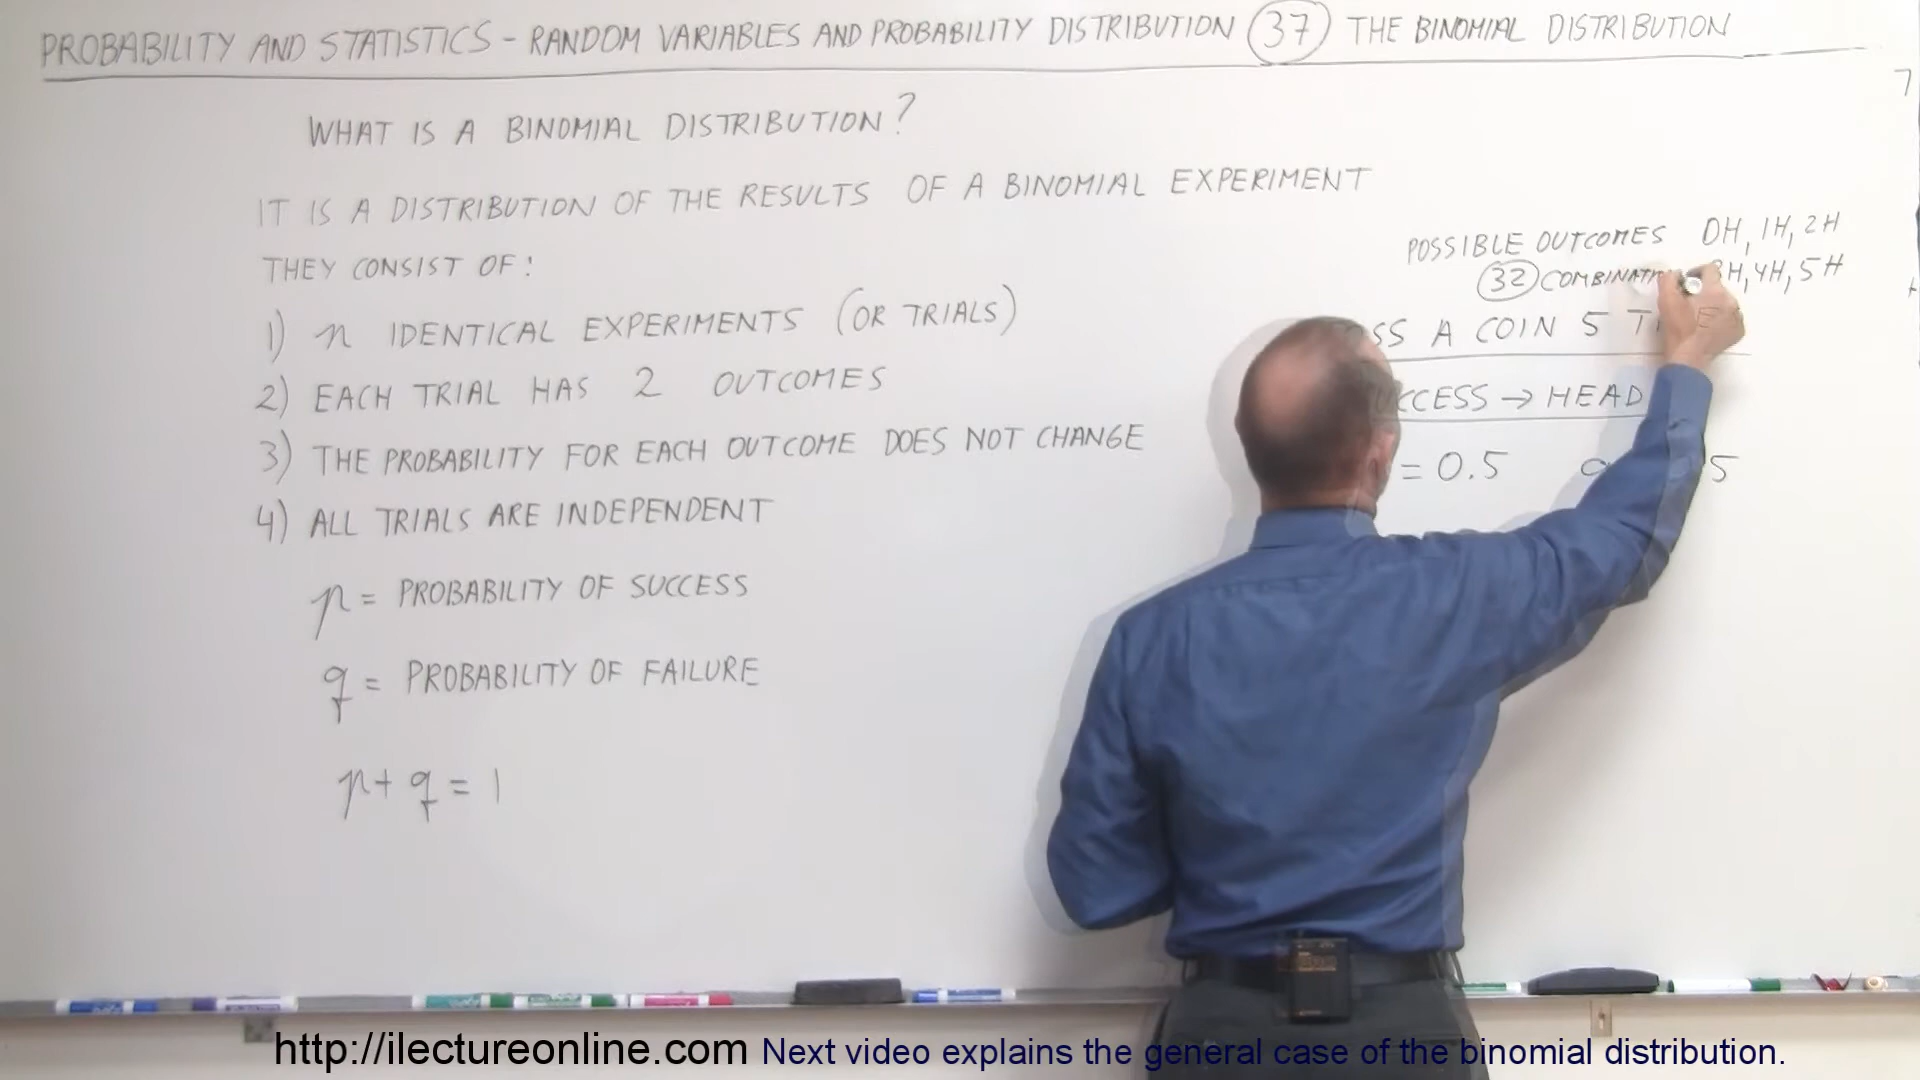 PROBABILITY AND STATISTICS - RANDOM VARIABLES AND PROBABILITY DISTRIBUTION 37 THE BINOMIAL DISTRIBUTION
WHAT IS A BINOMIAL DISTRIBUTION?
IT IS A DISTRIBUTION OF THE RESULTS OF A BINOMIAL EXPERIMENT
THEY CONSIST OF:
1) n IDENTICAL EXPERIMENTS (OR TRIALS)
2) EACH TRIAL HAS 2 OUTCOMES
3) THE PROBABILITY FOR EACH OUTCOME DOES NOT CHANGE
4) ALL TRIALS ARE INDEPENDENT
p = PROBABILITY OF SUCCESS
q = PROBABILITY OF FAILURE
p + q = 1
POSSIBLE OUTCOMES 0H, 1H, 2H
32 3H, 4H, 5H
A COIN 5
→ HEAD
= 0.5
http://ilectureonline.com Next video explains the general case of the binomial distribution.